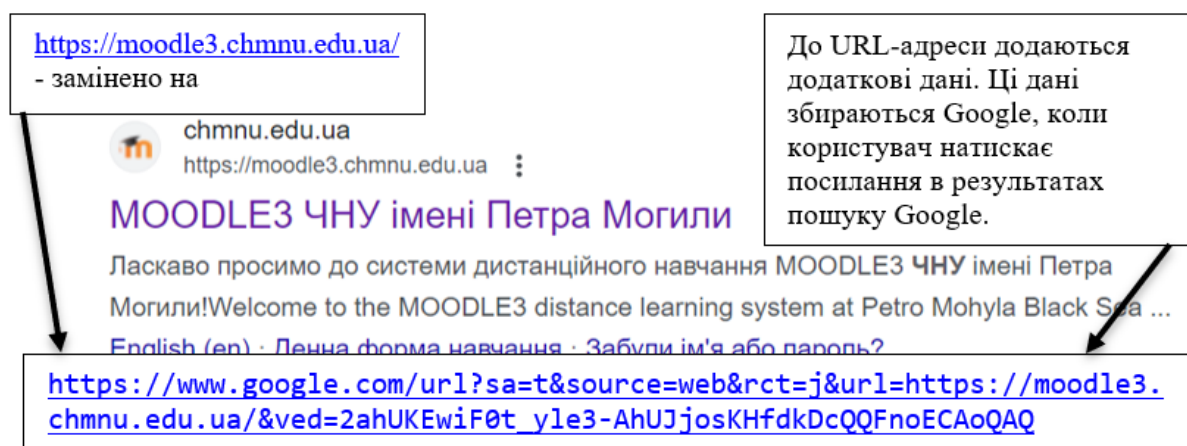 https://moodle3.chmnu.edu.ua/
- замінено на
До URL-адреси додаються
додаткові дані. Ці дані
збираються Google, коли
користувач натискає
посилання в результатах
пошуку Google.
chmnu.edu.ua
https://moodle3.chmnu.edu.ua
MOODLE3 ЧНУ імені Петра Могили
Ласкаво просимо до системи дистанційного навчання MOODLE3 ЧНУ імені Петра
Могили!Welcome to the MOODLE3 distance learning system at Petro Mohyla Black Sea ...
English (en) · Денна форма навчання · Забули ім'я або пароль?
https://www.google.com/url?sa=t&source=web&rct=j&url=https://moodle3.
chmnu.edu.ua/&ved=2ahUKEwiF0t_yle3-AhUJjosKHfdkDcQQFnoECAoQAQ